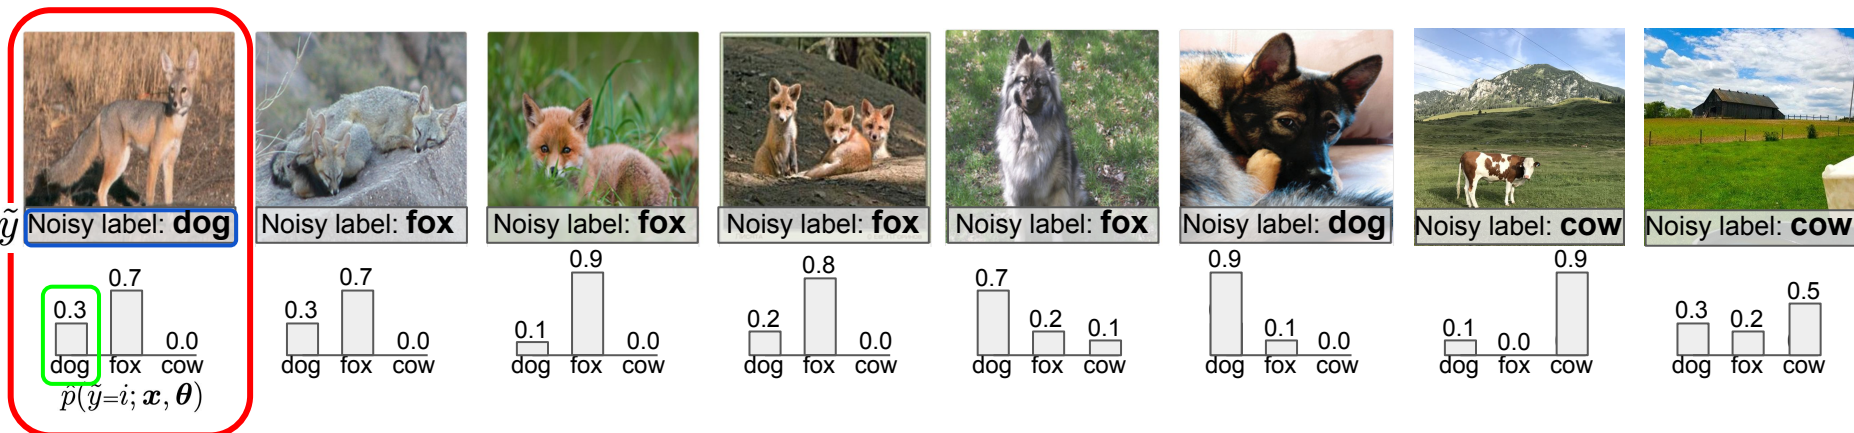 ỹ
Noisy label: dog
Noisy label: fox
Noisy label: fox
Noisy label: fox
Noisy label: fox
Noisy label: dog
Noisy label: cow
Noisy label: cow
0.3 0.7 0.0
dog fox cow
p̂(ỹ=i; x, θ)
0.3 0.7 0.0
dog fox cow
0.1 0.9 0.0
dog fox cow
0.2 0.8 0.0
dog fox cow
0.7 0.2 0.1
dog fox cow
0.9 0.1 0.0
dog fox cow
0.1 0.0 0.9
dog fox cow
0.3 0.2 0.5
dog fox cow